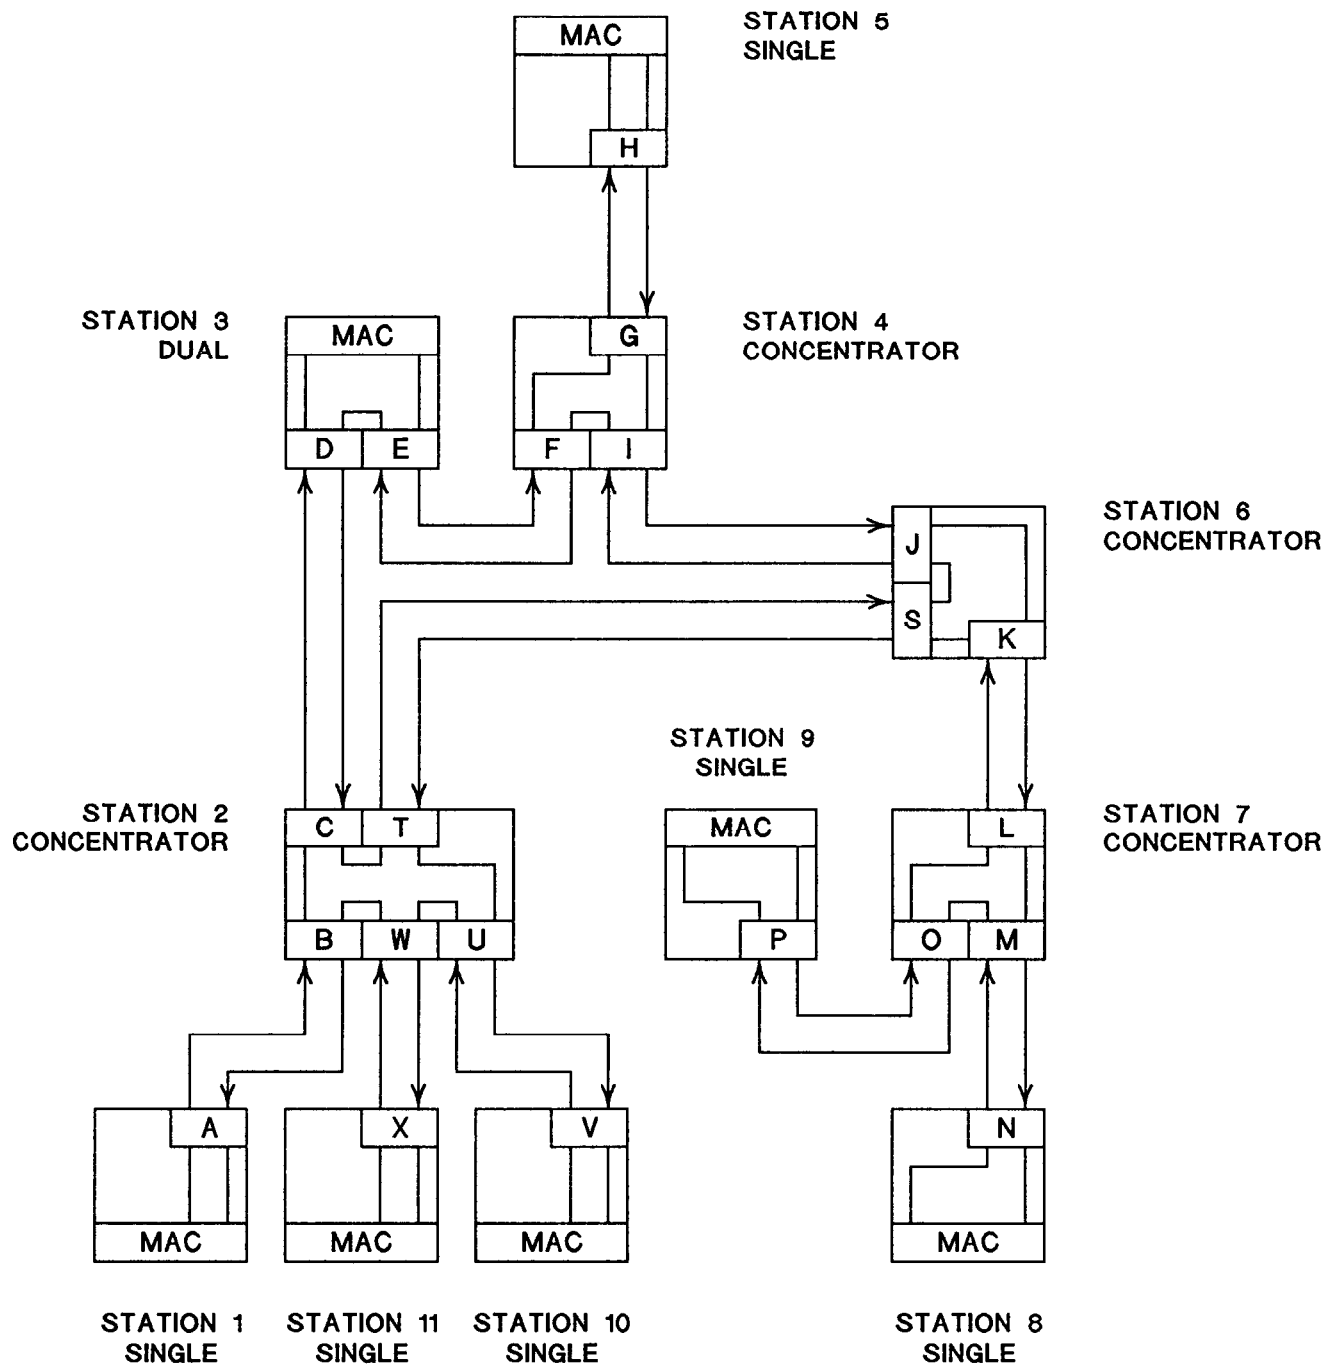 MAC
STATION 5
SINGLE
H
STATION 3
DUAL
MAC
D E
G
F I
STATION 4
CONCENTRATOR
J
S
K
STATION 6
CONCENTRATOR
STATION 9
SINGLE
STATION 2
CONCENTRATOR
C T
B W U
MAC
P
L
O M
STATION 7
CONCENTRATOR
A
MAC
X
MAC
V
MAC
N
MAC
STATION 1
SINGLE
STATION 11
SINGLE
STATION 10
SINGLE
STATION 8
SINGLE